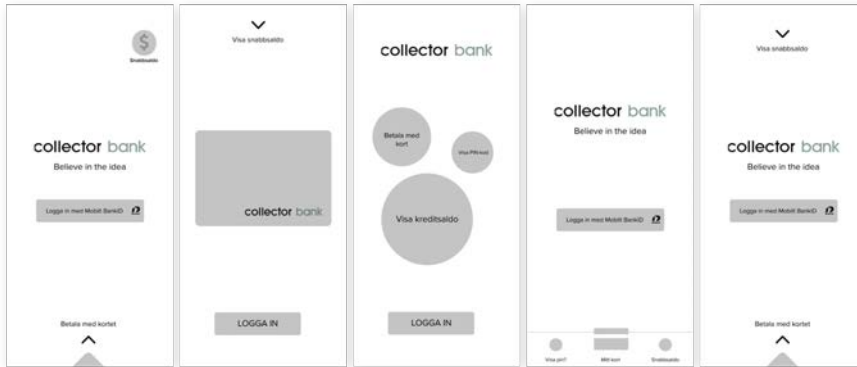 $
Snabbsaldo
collector bank
Believe in the idea
Logga in med Mobilt BankID
Betala med kortet
Visa snabbsaldo
collector bank
LOGGA IN
collector bank
Betala med
kort
Visa PIN-kod
Visa kreditsaldo
LOGGA IN
collector bank
Believe in the idea
Logga in med Mobilt BankID
Visa pin?
Mitt kort
Snabbsaldo
Visa snabbsaldo
collector bank
Believe in the idea
Logga in med Mobilt BankID
Betala med kortet